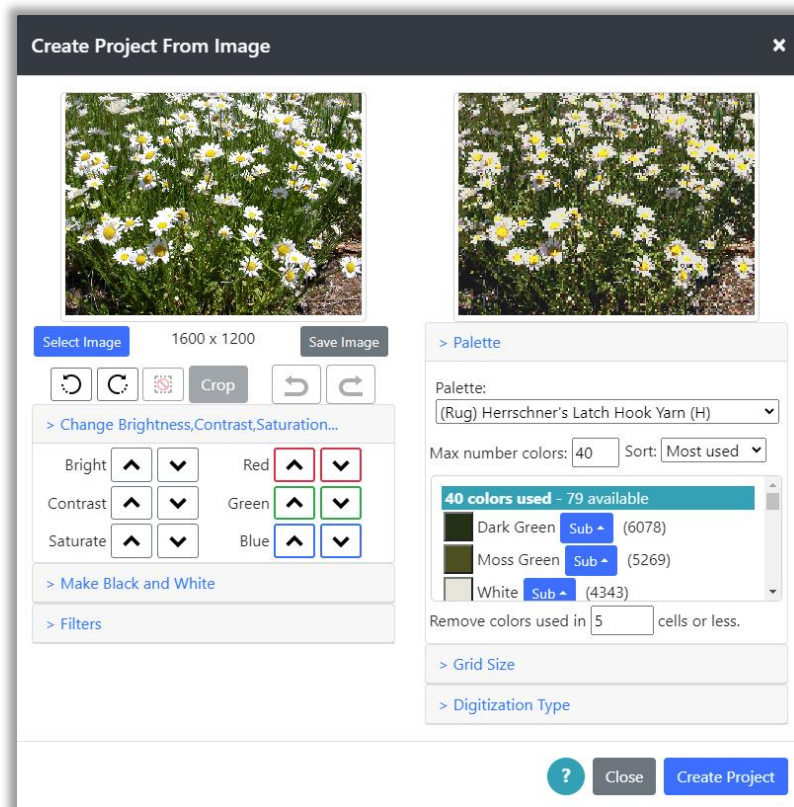 Create Project From Image ×
Select Image 1600 x 1200 Save Image
Crop
> Change Brightness,Contrast,Saturation...
Bright Red
Contrast Green
Saturate Blue
> Make Black and White
> Filters
> Palette
Palette:
(Rug) Herrschner's Latch Hook Yarn (H)
Max number colors: 40 Sort: Most used
40 colors used - 79 available
Dark Green Sub (6078)
Moss Green Sub (5269)
White Sub (4343)
Remove colors used in 5 cells or less.
> Grid Size
> Digitization Type
? Close Create Project